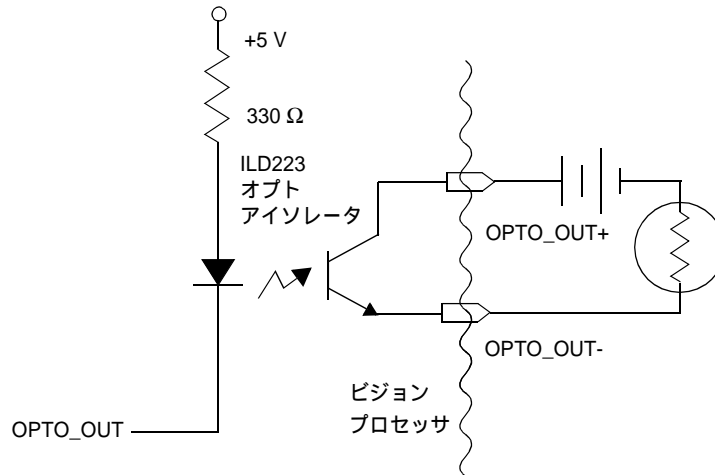 +5 V
330 Ω
ILD223
オプト
アイソレータ
OPTO_OUT+
OPTO_OUT-
ビジョン
プロセッサ
OPTO_OUT